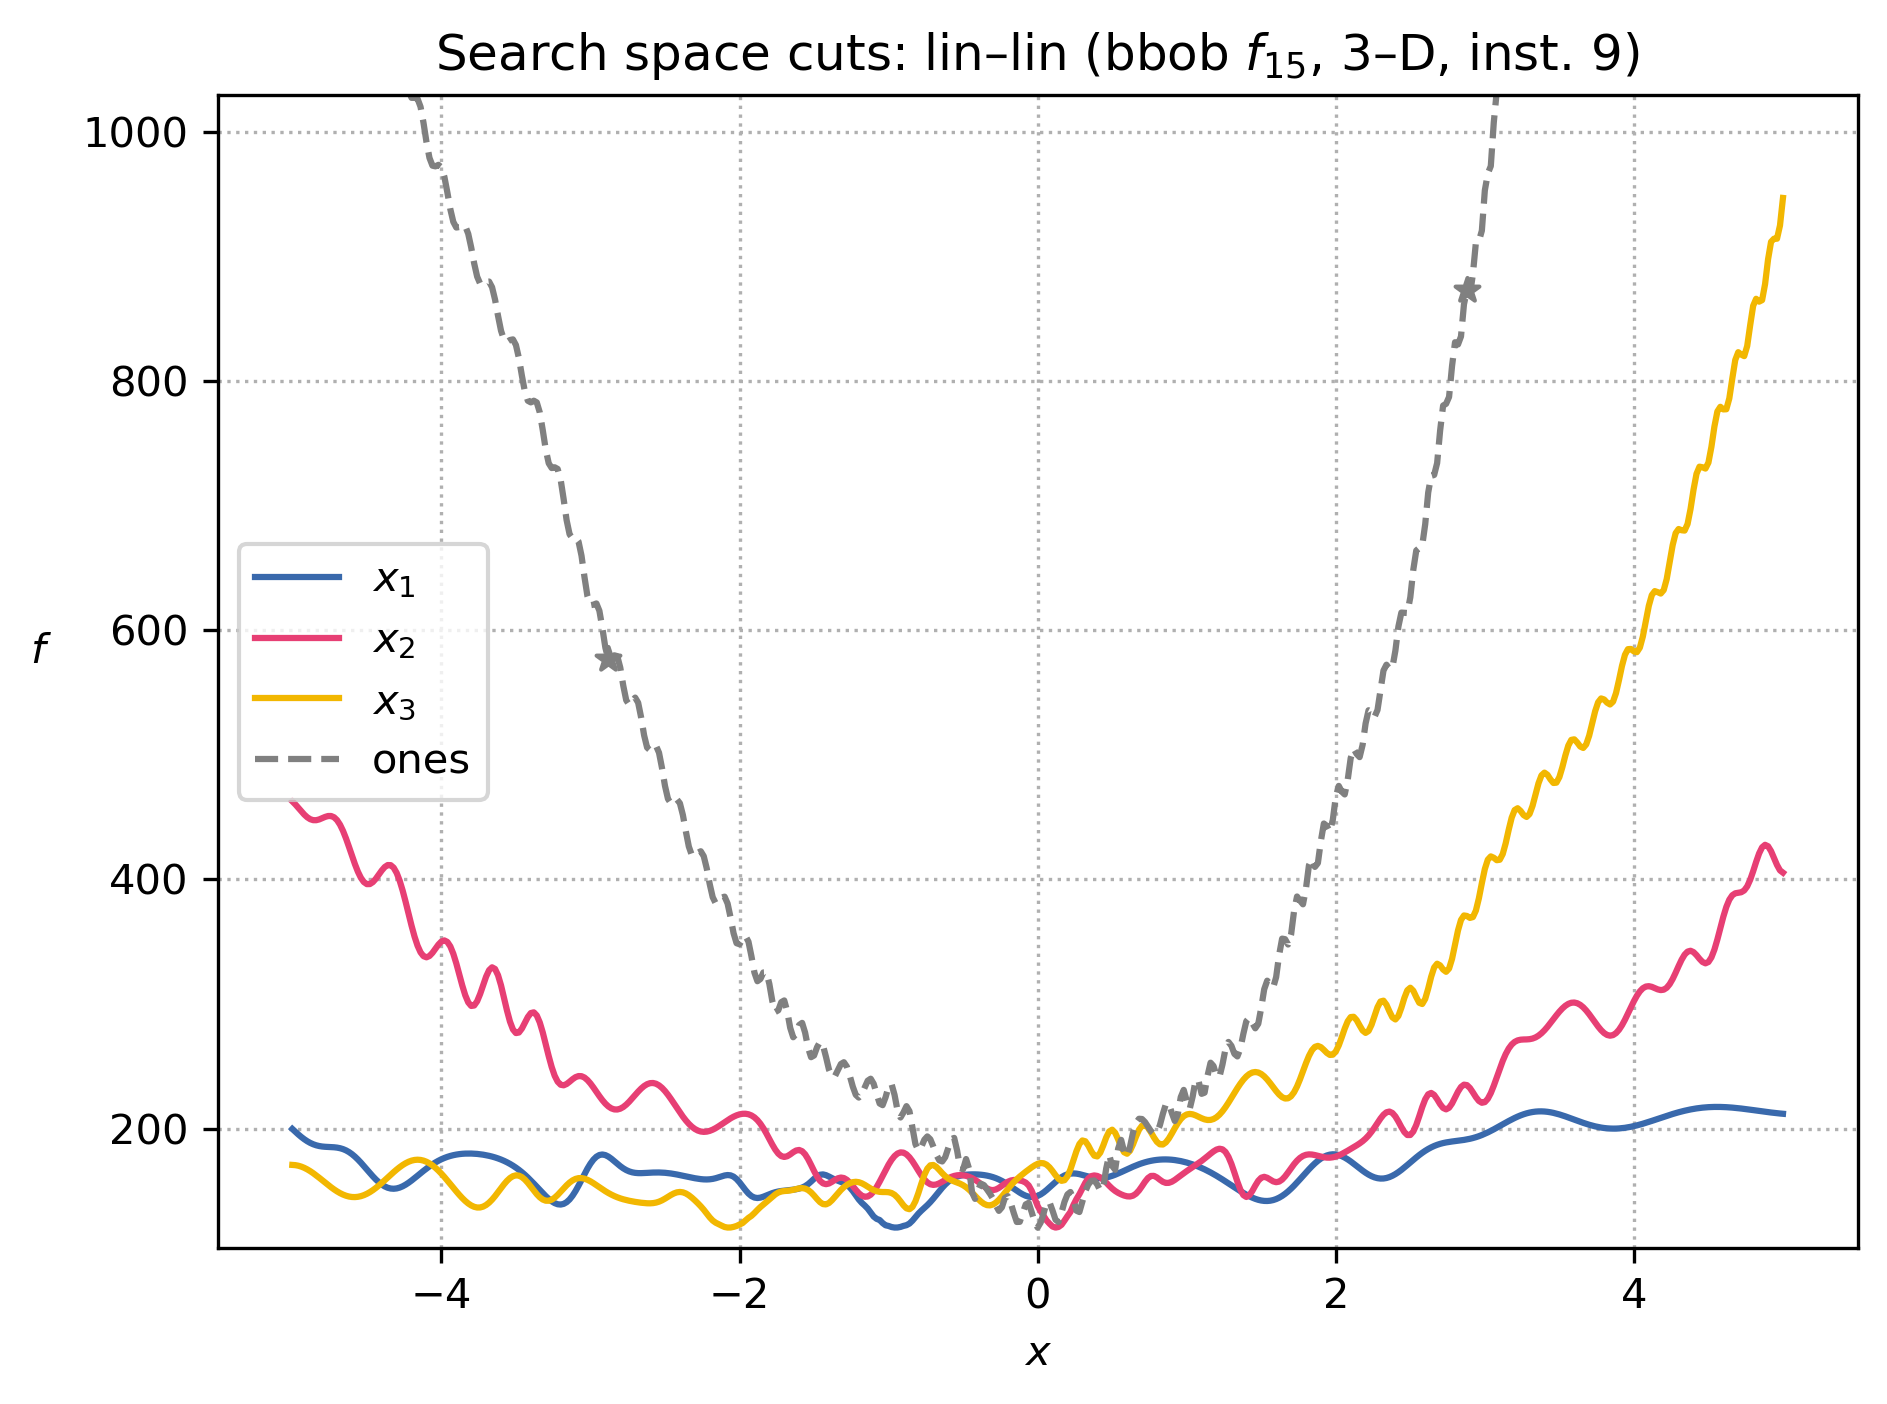 Search space cuts: lin–lin (bbob f₁₅, 3–D, inst. 9)
1000
800
600
400
200
f
x₁
x₂
x₃
ones
−4
−2
0
2
4
x